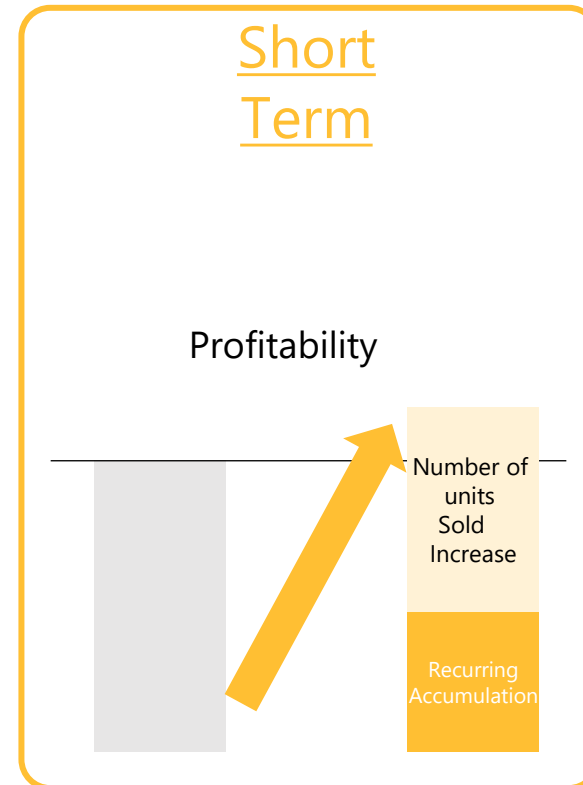 Short
Term
Profitability
Number of
units
Sold
Increase
Recurring
Accumulation